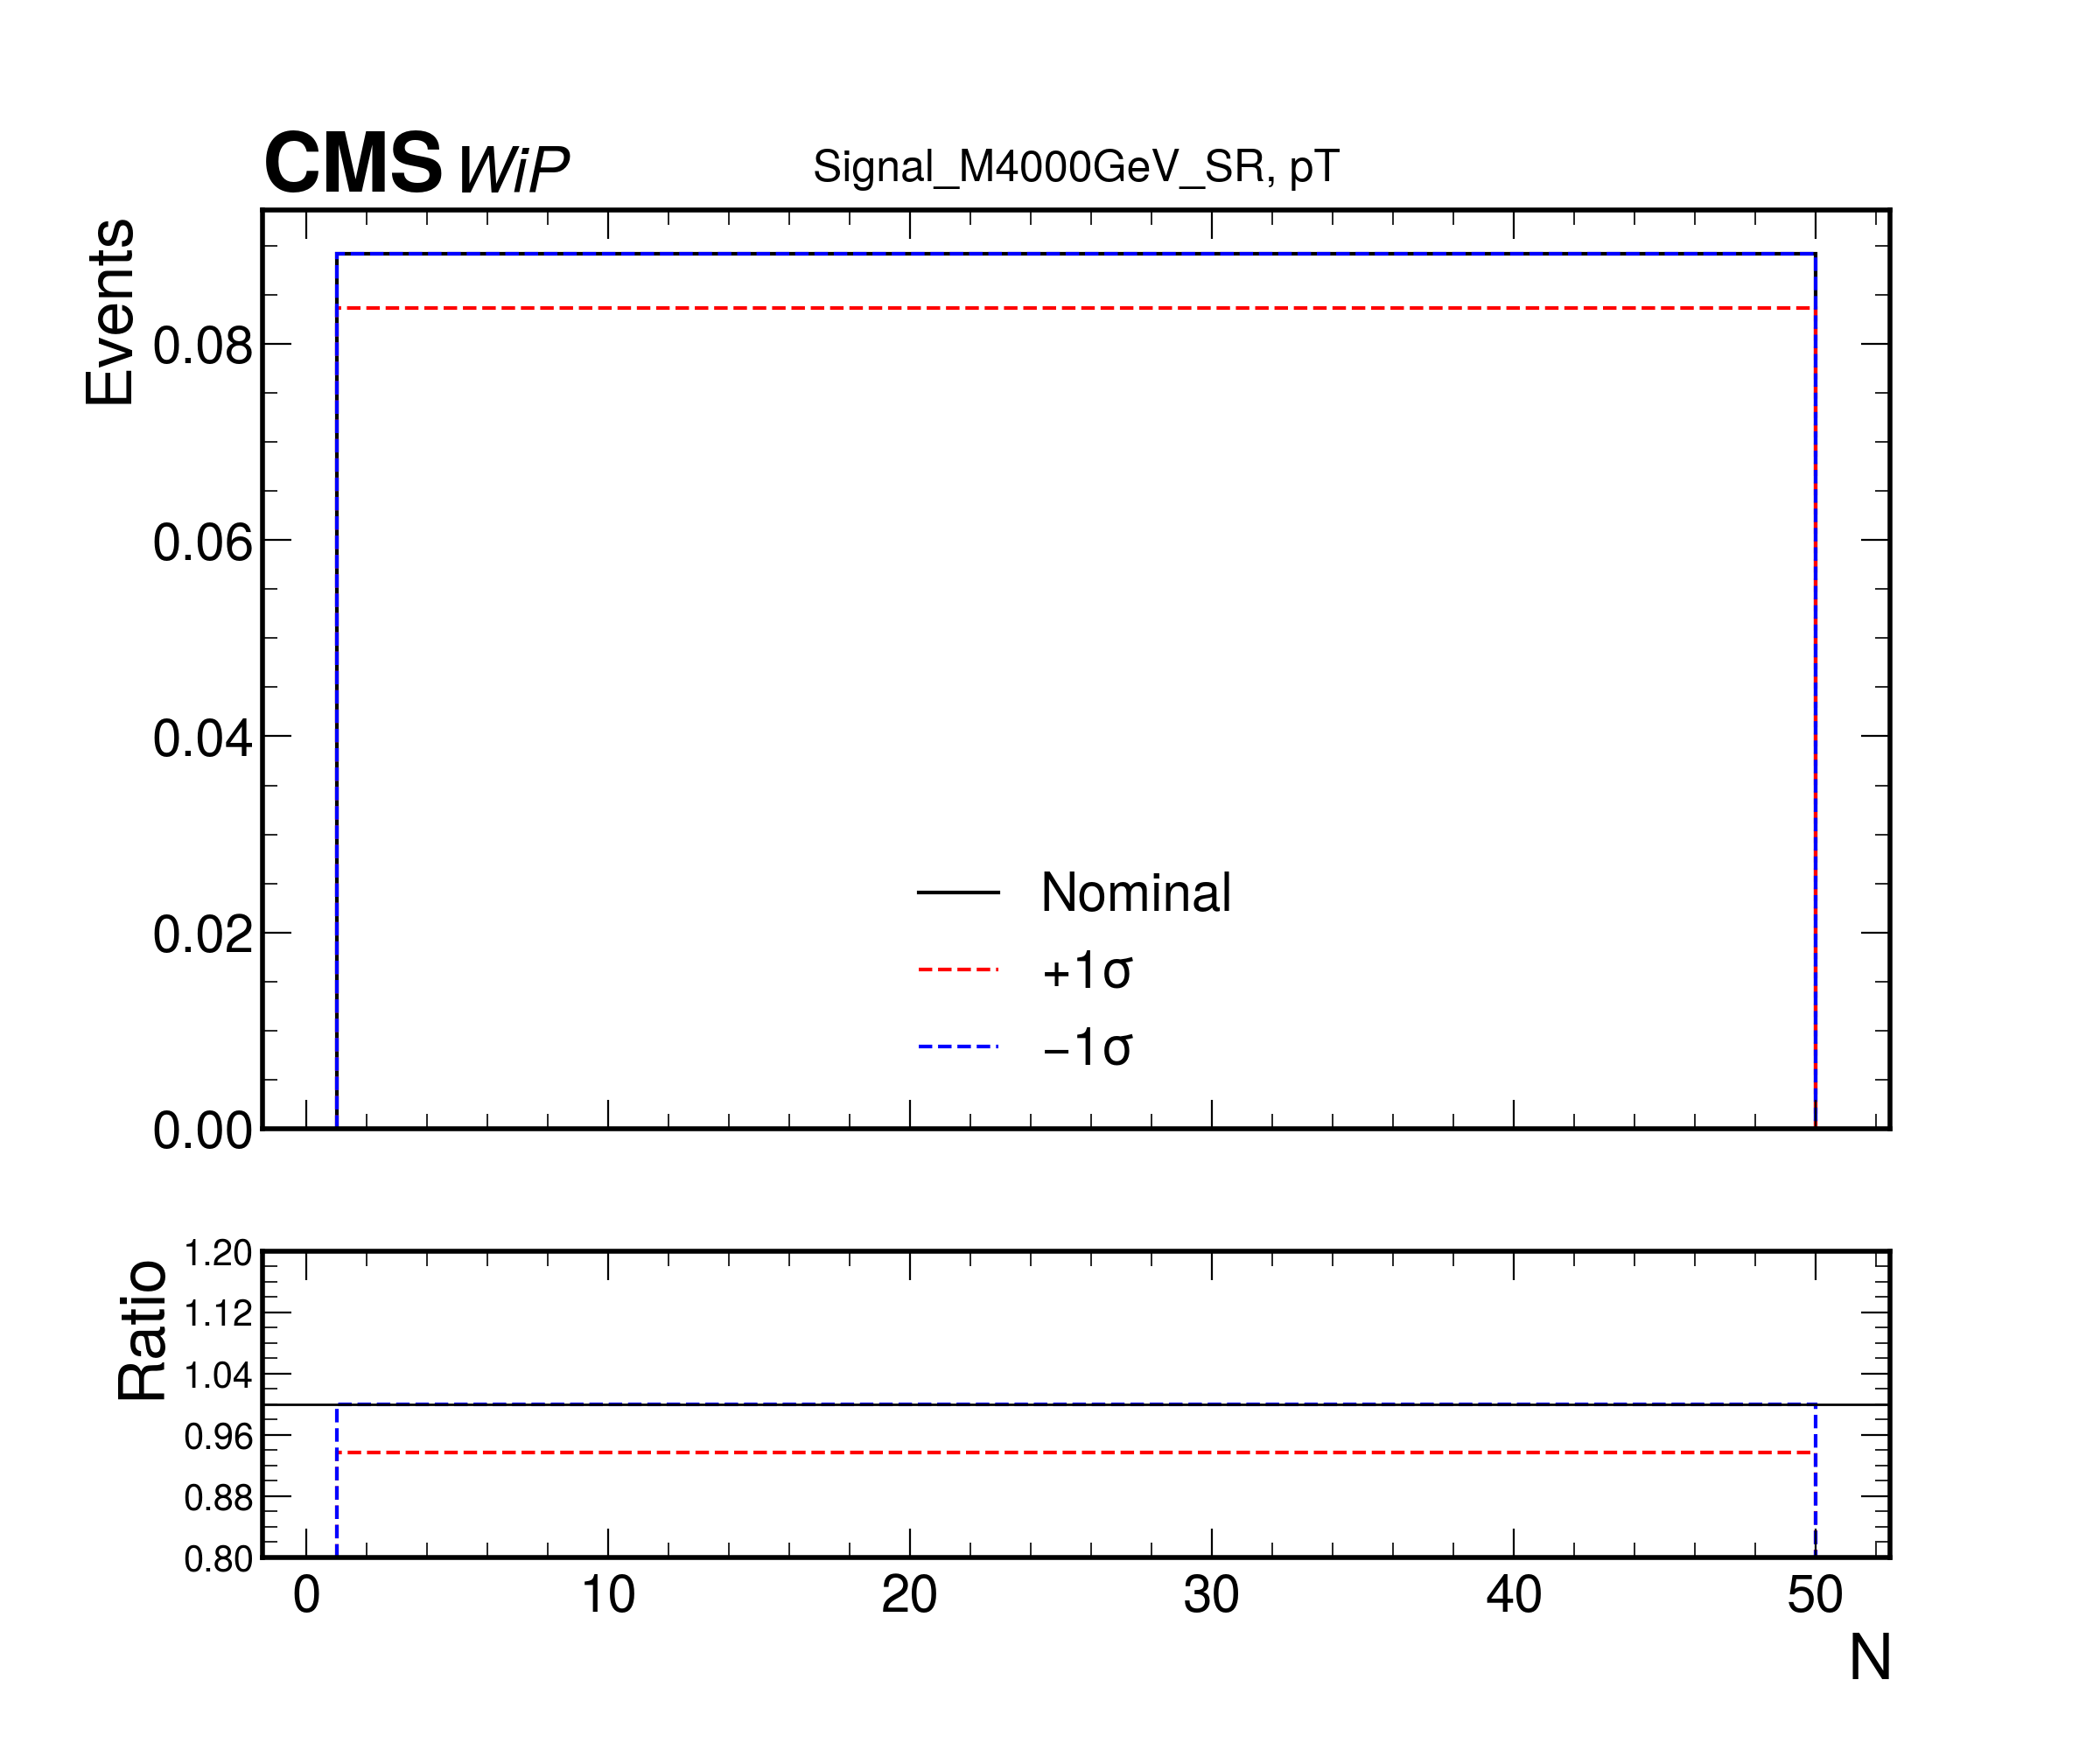 CMS WiP
Signal_M4000GeV_SR, pT
Events
0.08
0.06
0.04
0.02
0.00
Nominal
+1σ
−1σ
Ratio
1.20
1.12
1.04
0.96
0.88
0.80
0 10 20 30 40 50
N